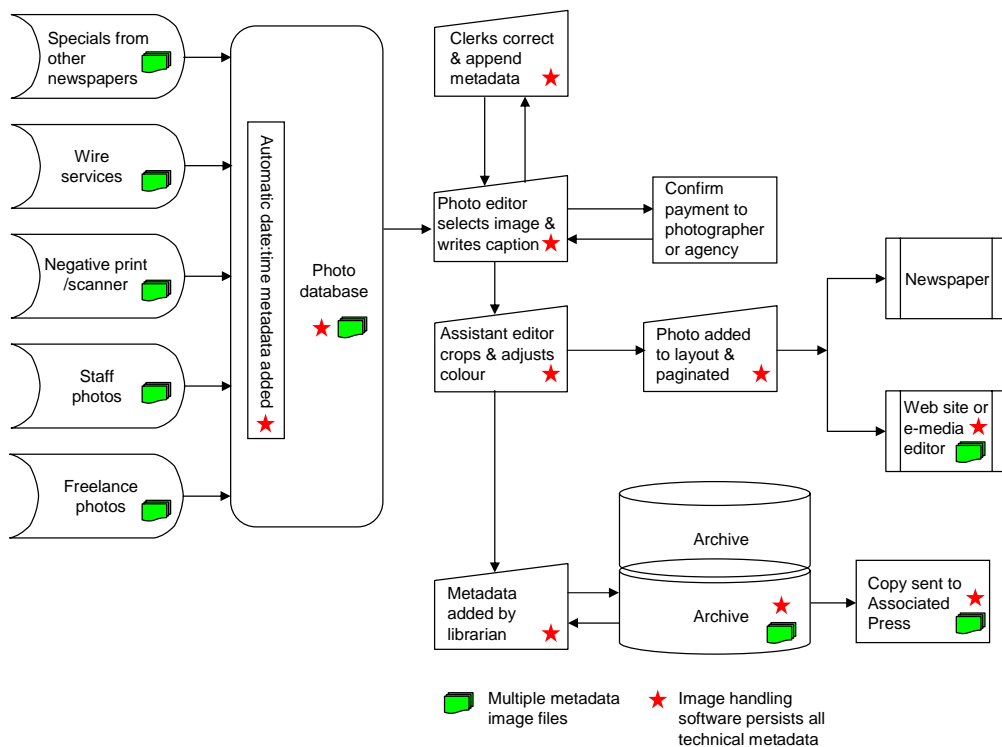 Specials from
other
newspapers
Wire
services
Negative print
/scanner
Staff
photos
Freelance
photos
Automatic date:time metadata added
Photo
database
Clerks correct
& append
metadata
Photo editor
selects image &
writes caption
Confirm
payment to
photographer
or agency
Assistant editor
crops & adjusts
colour
Photo added
to layout &
paginated
Newspaper
Web site or
e-media
editor
Metadata
added by
librarian
Archive
Archive
Copy sent to
Associated
Press
Multiple metadata
image files
Image handling
software persists all
technical metadata